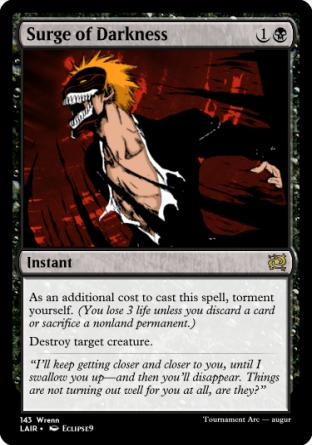 Surge of Darkness 1
Instant
As an additional cost to cast this spell, torment
yourself. (You lose 3 life unless you discard a
card or sacrifice a nonland permanent.)
Destroy target creature.
“I’ll keep getting closer and closer to you, until I
swallow you up—and then you’ll disappear. Things
are not turning out well for you at all, are they?”
143 Wrenn Tournament Arc — augur
LAIR • Eclipse9